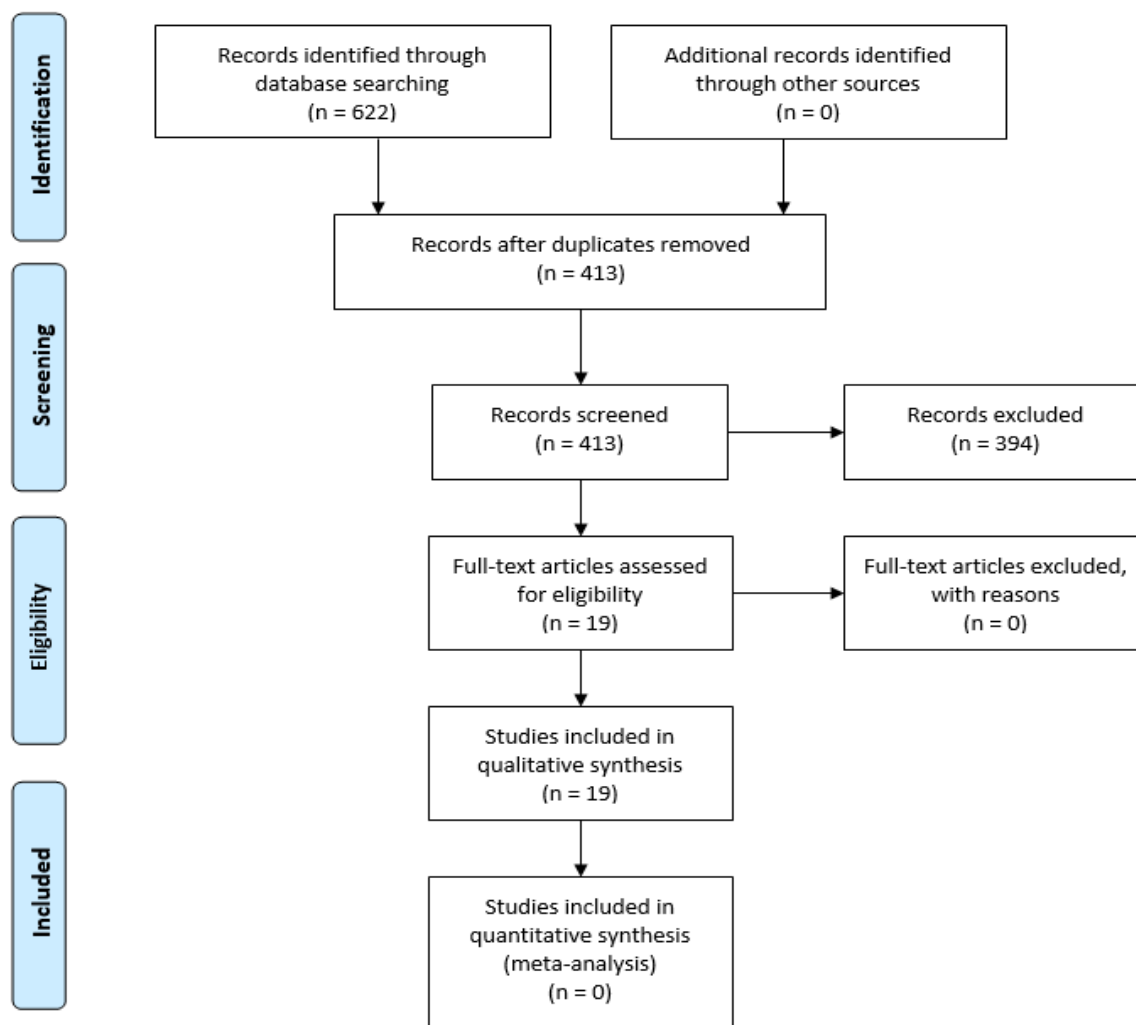 Identification
Records identified through
database searching
(n = 622)
Additional records identified
through other sources
(n = 0)
Records after duplicates removed
(n = 413)
Screening
Records screened
(n = 413)
Records excluded
(n = 394)
Eligibility
Full-text articles assessed
for eligibility
(n = 19)
Full-text articles excluded,
with reasons
(n = 0)
Studies included in
qualitative synthesis
(n = 19)
Included
Studies included in
quantitative synthesis
(meta-analysis)
(n = 0)